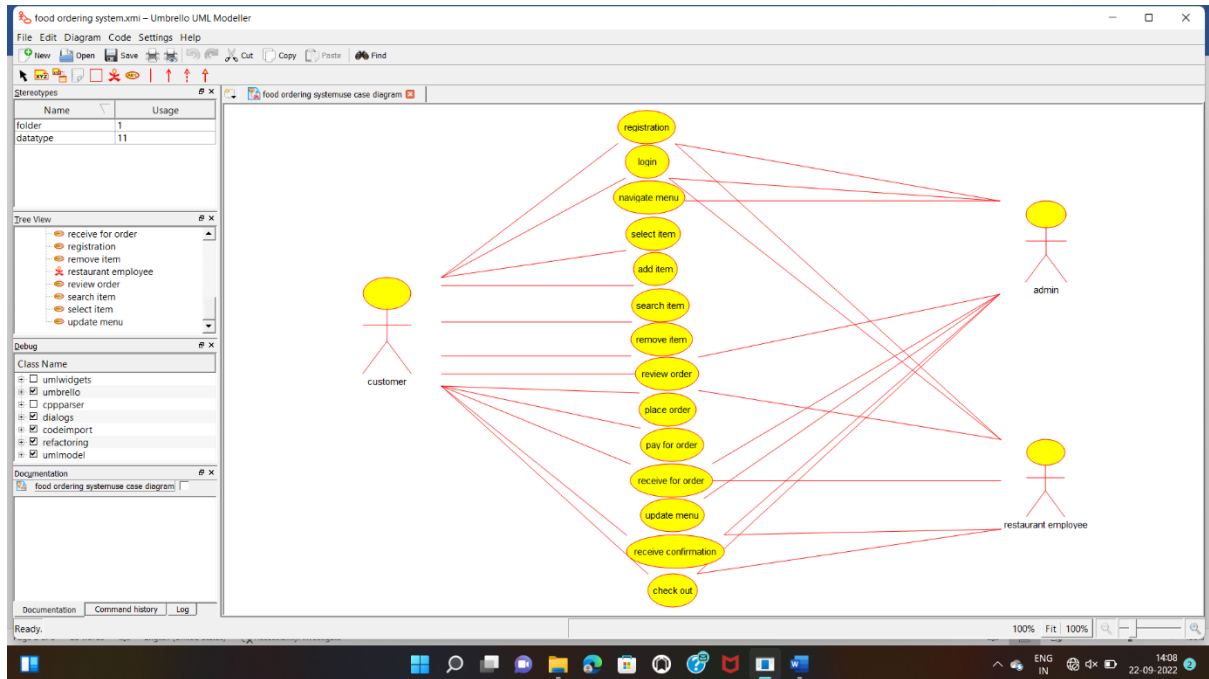 food ordering system.xmi – Umbrello UML Modeller
File Edit Diagram Code Settings Help
New Open Save Cut Copy Paste Find
Stereotypes
Name Usage
folder 1
datatype 11
Tree View
receive for order
registration
remove item
restaurant employee
review order
search item
select item
update menu
Debug
Class Name
umlwidgets
umbrello
cppparser
dialogs
codeimport
refactoring
umlmodel
Documentation
food ordering systemuse case diagram
Documentation Command history Log
food ordering systemuse case diagram
registration
login
navigate menu
select item
add item
search item
remove item
review order
place order
pay for order
receive for order
update menu
receive confirmation
check out
customer
admin
restaurant employee
Ready.
100% Fit 100%
ENG
IN
14:08
22-09-2022
2